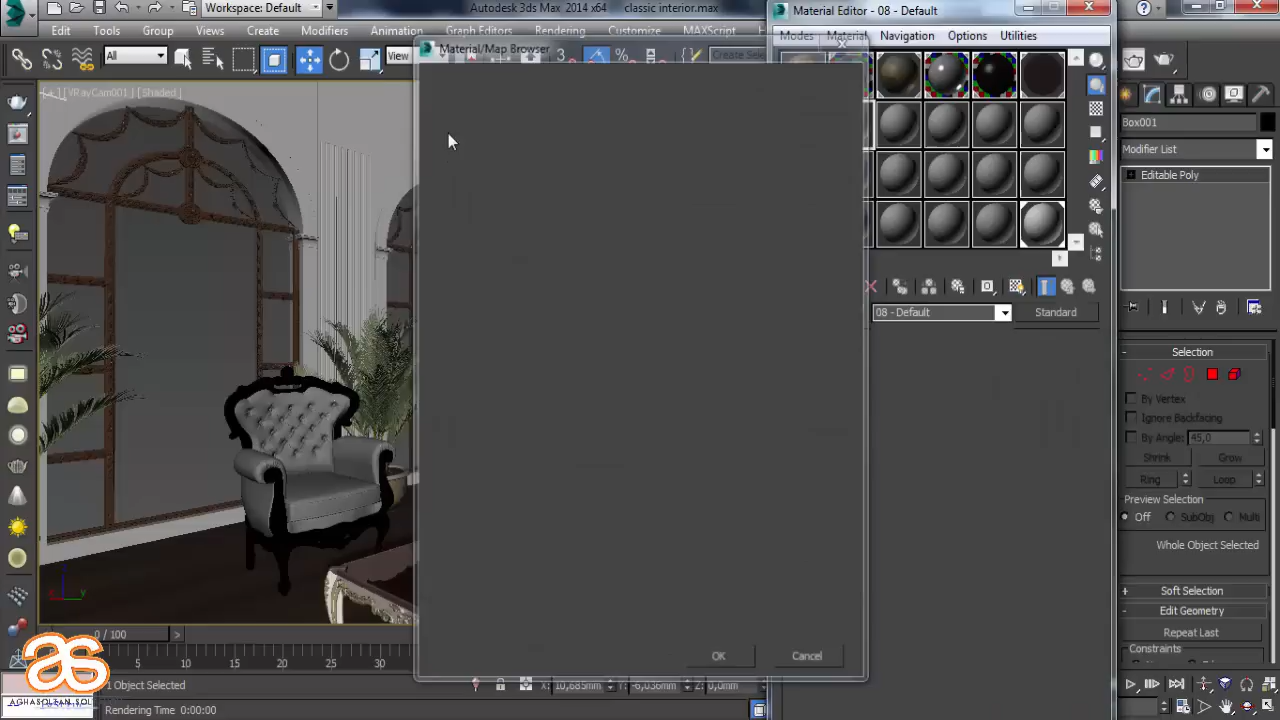 Workspace: Default
Autodesk 3ds Max 2014 x64
classic interior.max
Material Editor - 08 - Default
Edit
Tools
Group
Views
Create
Modifiers
Animation
Rendering
Customize
MAXScript
Modes
Material
Navigation
Options
Utilities
All
View
Material/Map Browser
3
%
Create Sel
[+] [VRayCam001] [Shaded]
Box001
Modifier List
Editable Poly
08 - Default
Standard
Selection
By Vertex
Ignore Backfacing
By Angle:
45,0
Shrink
Grow
Ring
Loop
Preview Selection
Off
SubObj
Multi
Whole Object Selected
Soft Selection
Edit Geometry
Repeat Last
Constraints
OK
Cancel
0 / 100
5
10
15
20
25
30
1 Object Selected
X:
10,685mm
Y:
-6,036mm
Z:
0,0mm
Rendering Time 0:00:00
as
AGHASOLTAN.SOL